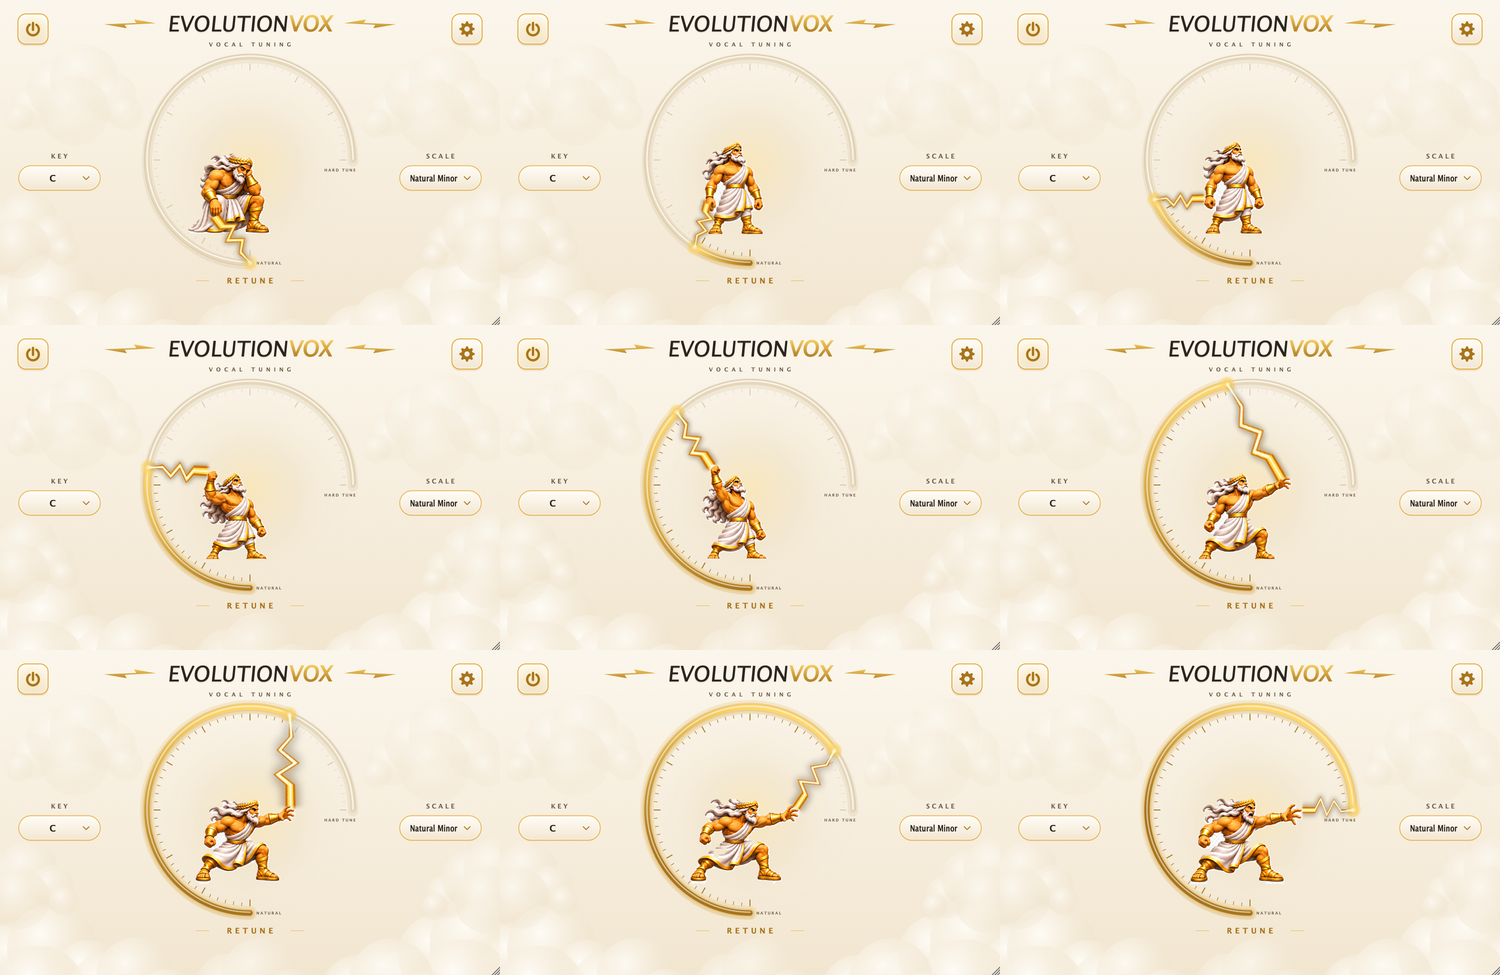 EVOLUTIONVOX
VOCAL TUNING
KEY
C
SCALE
Natural Minor
HARD TUNE
NATURAL
RETUNE
EVOLUTIONVOX
VOCAL TUNING
KEY
C
SCALE
Natural Minor
HARD TUNE
NATURAL
RETUNE
EVOLUTIONVOX
VOCAL TUNING
KEY
C
SCALE
Natural Minor
HARD TUNE
NATURAL
RETUNE
EVOLUTIONVOX
VOCAL TUNING
KEY
C
SCALE
Natural Minor
HARD TUNE
NATURAL
RETUNE
EVOLUTIONVOX
VOCAL TUNING
KEY
C
SCALE
Natural Minor
HARD TUNE
NATURAL
RETUNE
EVOLUTIONVOX
VOCAL TUNING
KEY
C
SCALE
Natural Minor
HARD TUNE
NATURAL
RETUNE
EVOLUTIONVOX
VOCAL TUNING
KEY
C
SCALE
Natural Minor
HARD TUNE
NATURAL
RETUNE
EVOLUTIONVOX
VOCAL TUNING
KEY
C
SCALE
Natural Minor
HARD TUNE
NATURAL
RETUNE
EVOLUTIONVOX
VOCAL TUNING
KEY
C
SCALE
Natural Minor
HARD TUNE
NATURAL
RETUNE